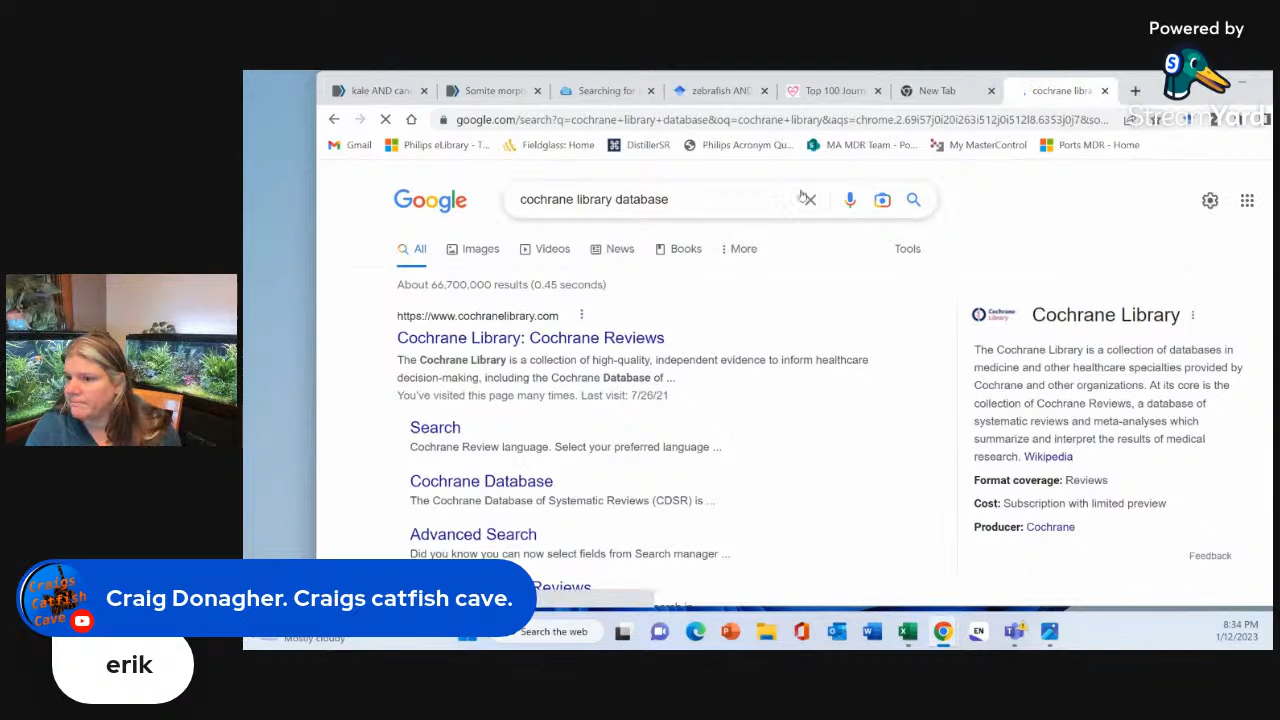 Powered by
S
StreamYard
kale AND can
Somite morp
Searching for
zebrafish AND
Top 100 Journ
New Tab
cochrane libra
google.com/search?q=cochrane+library+database&oq=cochrane+library&aqs=chrome.2.69i57j0i20i263i512j0i512l8.6353j0j7&so...
Gmail
Philips eLibrary - T...
Fieldglass: Home
DistillerSR
Philips Acronym Qu...
MA MDR Team - Po...
My MasterControl
Ports MDR - Home
Google
cochrane library database
All
Images
Videos
News
Books
More
Tools
About 66,700,000 results (0.45 seconds)
https://www.cochranelibrary.com
Cochrane Library: Cochrane Reviews
The Cochrane Library is a collection of high-quality, independent evidence to inform healthcare
decision-making, including the Cochrane Database of ...
You've visited this page many times. Last visit: 7/26/21
Search
Cochrane Review language. Select your preferred language ...
Cochrane Database
The Cochrane Database of Systematic Reviews (CDSR) is ...
Advanced Search
Did you know you can now select fields from Search manager ...
Reviews
Cochrane Library
Cochrane Library
The Cochrane Library is a collection of databases in
medicine and other healthcare specialties provided by
Cochrane and other organizations. At its core is the
collection of Cochrane Reviews, a database of
systematic reviews and meta-analyses which
summarize and interpret the results of medical
research. Wikipedia
Format coverage: Reviews
Cost: Subscription with limited preview
Producer: Cochrane
Feedback
Craigs
Catfish
Cave
Craig Donagher. Craigs catfish cave.
erik
Mostly cloudy
Search the web
EN
8:34 PM
1/12/2023